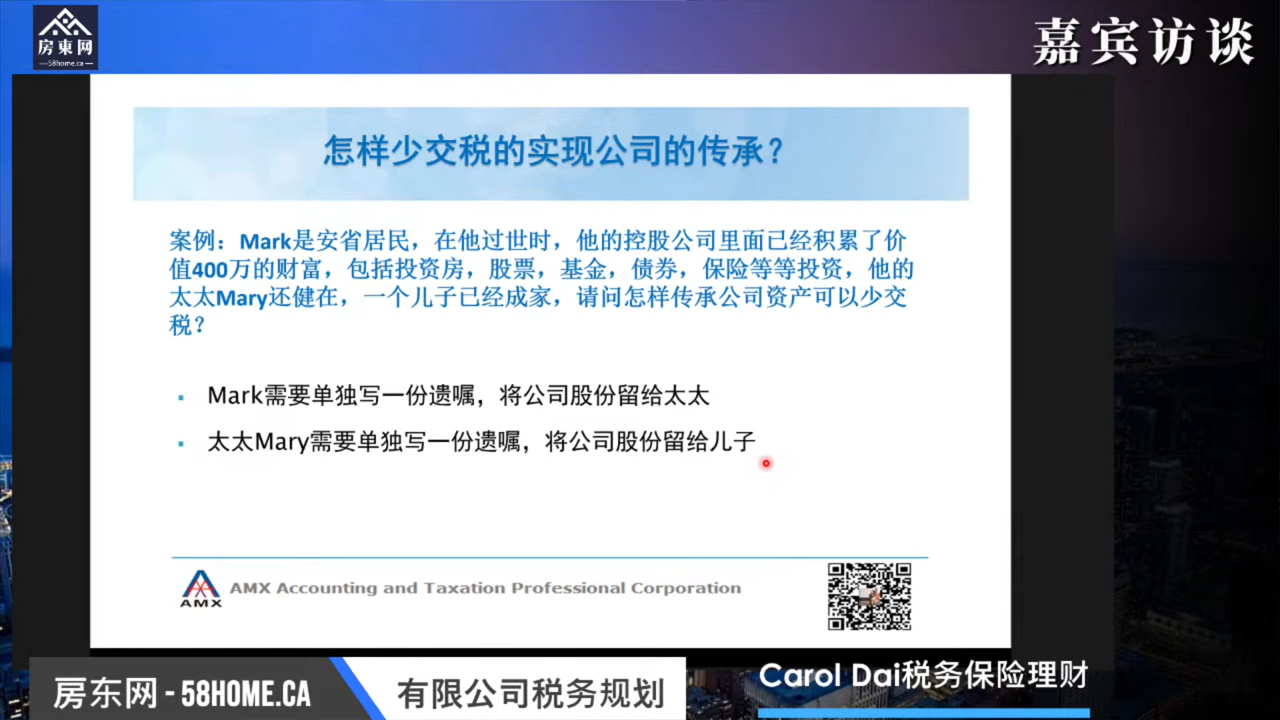 房東网
58home.ca
嘉宾访谈
怎样少交税的实现公司的传承？
案例：Mark是安省居民，在他过世时，他的控股公司里面已经积累了价
值400万的财富，包括投资房，股票，基金，债券，保险等等投资，他的
太太Mary还健在，一个儿子已经成家，请问怎样传承公司资产可以少交
税？
Mark需要单独写一份遗嘱，将公司股份留给太太
太太Mary需要单独写一份遗嘱，将公司股份留给儿子
AMX
AMX Accounting and Taxation Professional Corporation
房东网 - 58HOME.CA
有限公司税务规划
Carol Dai税务保险理财